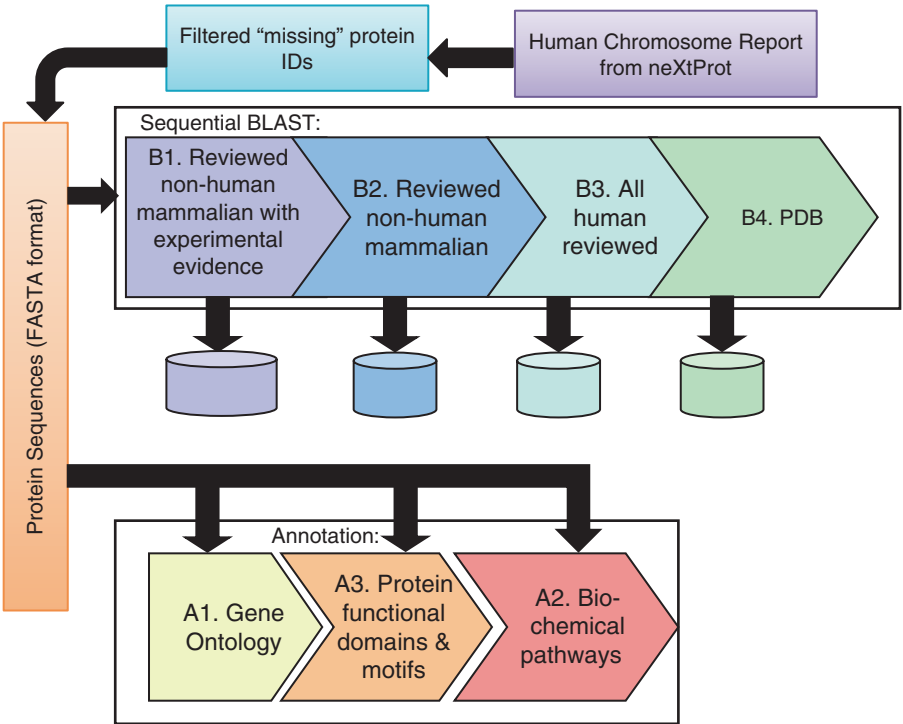 Filtered “missing” protein
IDs
Human Chromosome Report
from neXtProt
Protein Sequences (FASTA format)
Sequential BLAST:
B1. Reviewed
non-human
mammalian with
experimental
evidence
B2. Reviewed
non-human
mammalian
B3. All
human
reviewed
B4. PDB
Annotation:
A1. Gene
Ontology
A3. Protein
functional
domains &
motifs
A2. Bio-
chemical
pathways